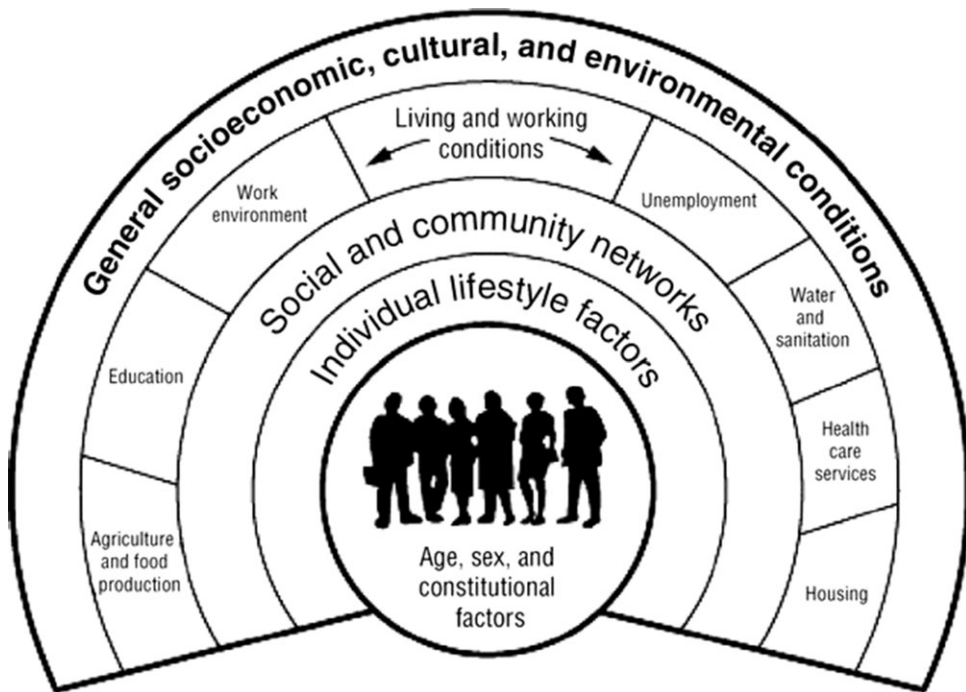 General socioeconomic, cultural, and environmental conditions
Living and working
conditions
Work
environment
Unemployment
Education
Water
and
sanitation
Agriculture
and food
production
Health
care
services
Housing
Social and community networks
Individual lifestyle factors
Age, sex, and
constitutional
factors